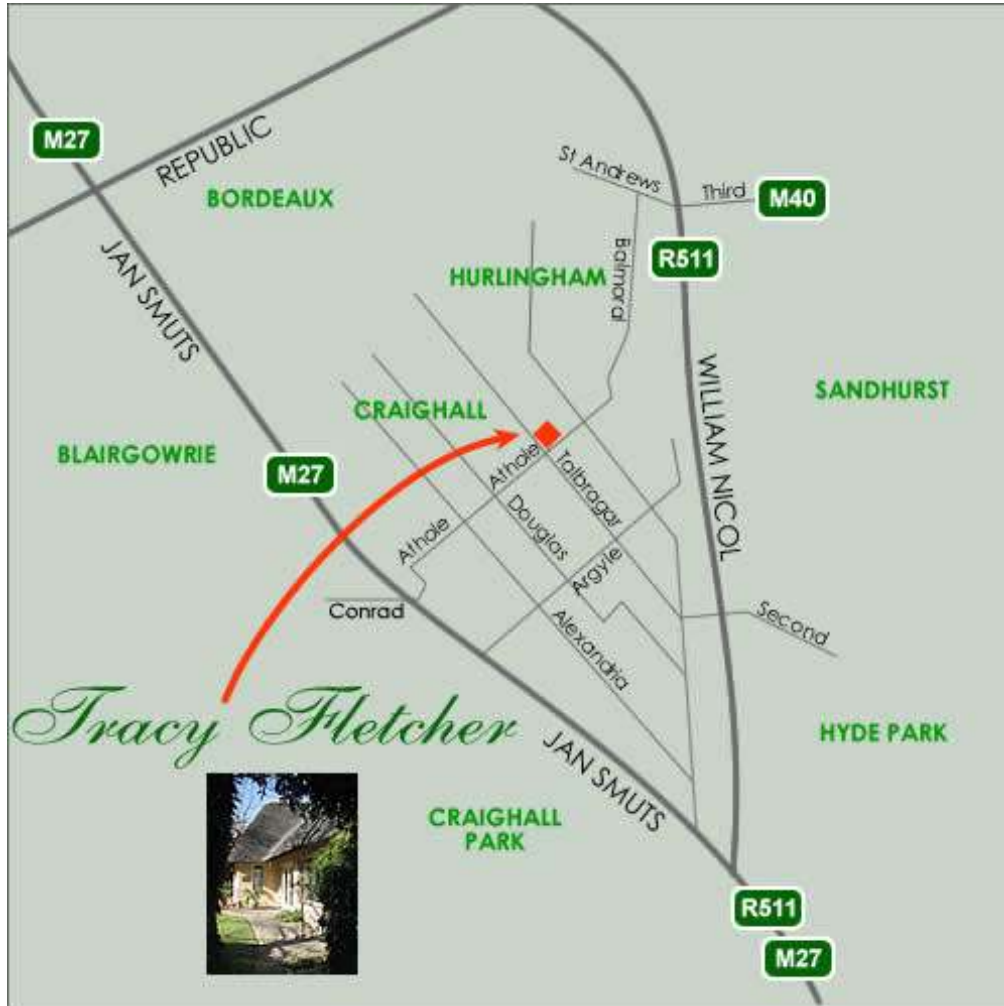 M27
REPUBLIC
BORDEAUX
St Andrews
Third
M40
JAN SMUTS
HURLINGHAM
Balmoral
R511
WILLIAM NICOL
SANDHURST
CRAIGHALL
BLAIRGOWRIE
M27
Athole
Talbragar
Douglas
Athole
Argyle
Conrad
Alexandria
Second
Tracy Fletcher
JAN SMUTS
HYDE PARK
CRAIGHALL
PARK
R511
M27